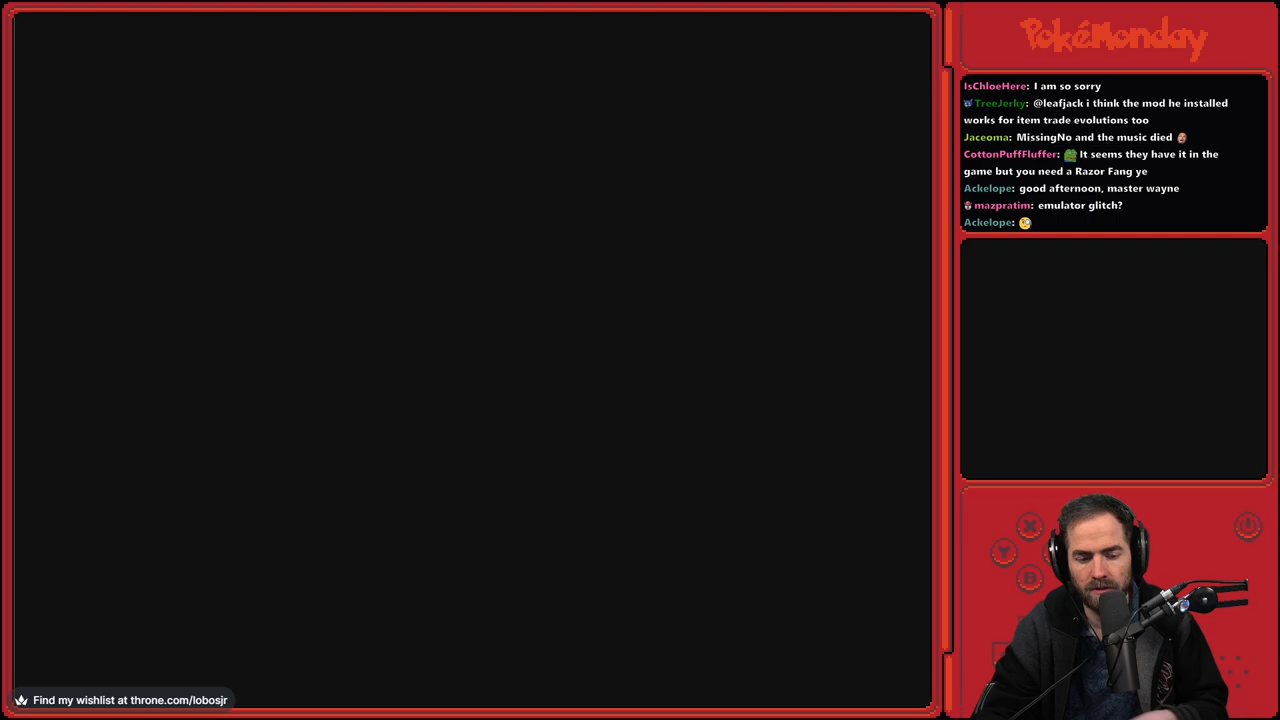 PokéMonday
IsChloeHere: I am so sorry
TreeJerky: @leafjack i think the mod he installed
works for item trade evolutions too
Jaceoma: MissingNo and the music died
CottonPuffFluffer: It seems they have it in the
game but you need a Razor Fang ye
Ackelope: good afternoon, master wayne
mazpratim: emulator glitch?
Ackelope:
X
Y
B
Find my wishlist at throne.com/lobosjr